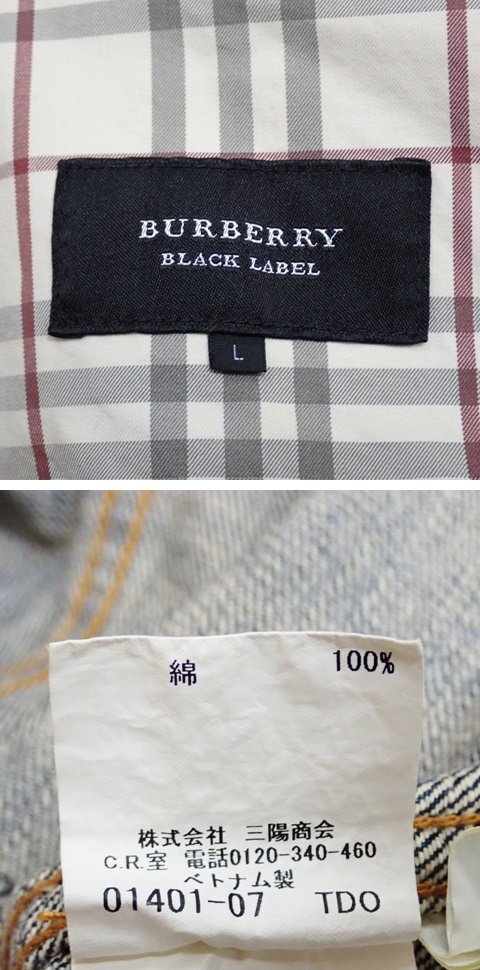 BURBERRY
BLACK LABEL
L
綿 100%
株式会社 三陽商会
C.R.室 電話0120-340-460
ベトナム製
01401-07 TDO